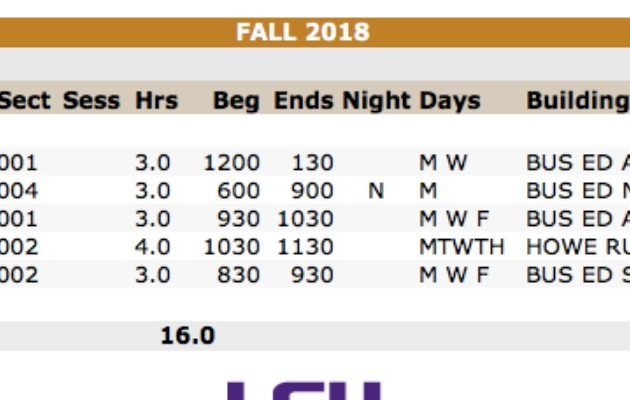 FALL 2018
Sect Sess Hrs Beg Ends Night Days Building
001 3.0 1200 130 M W BUS ED A
004 3.0 600 900 N M BUS ED
001 3.0 930 1030 M W F BUS ED A
002 4.0 1030 1130 MTWTH HOWE RU
002 3.0 830 930 M W F BUS ED S
16.0
LSU